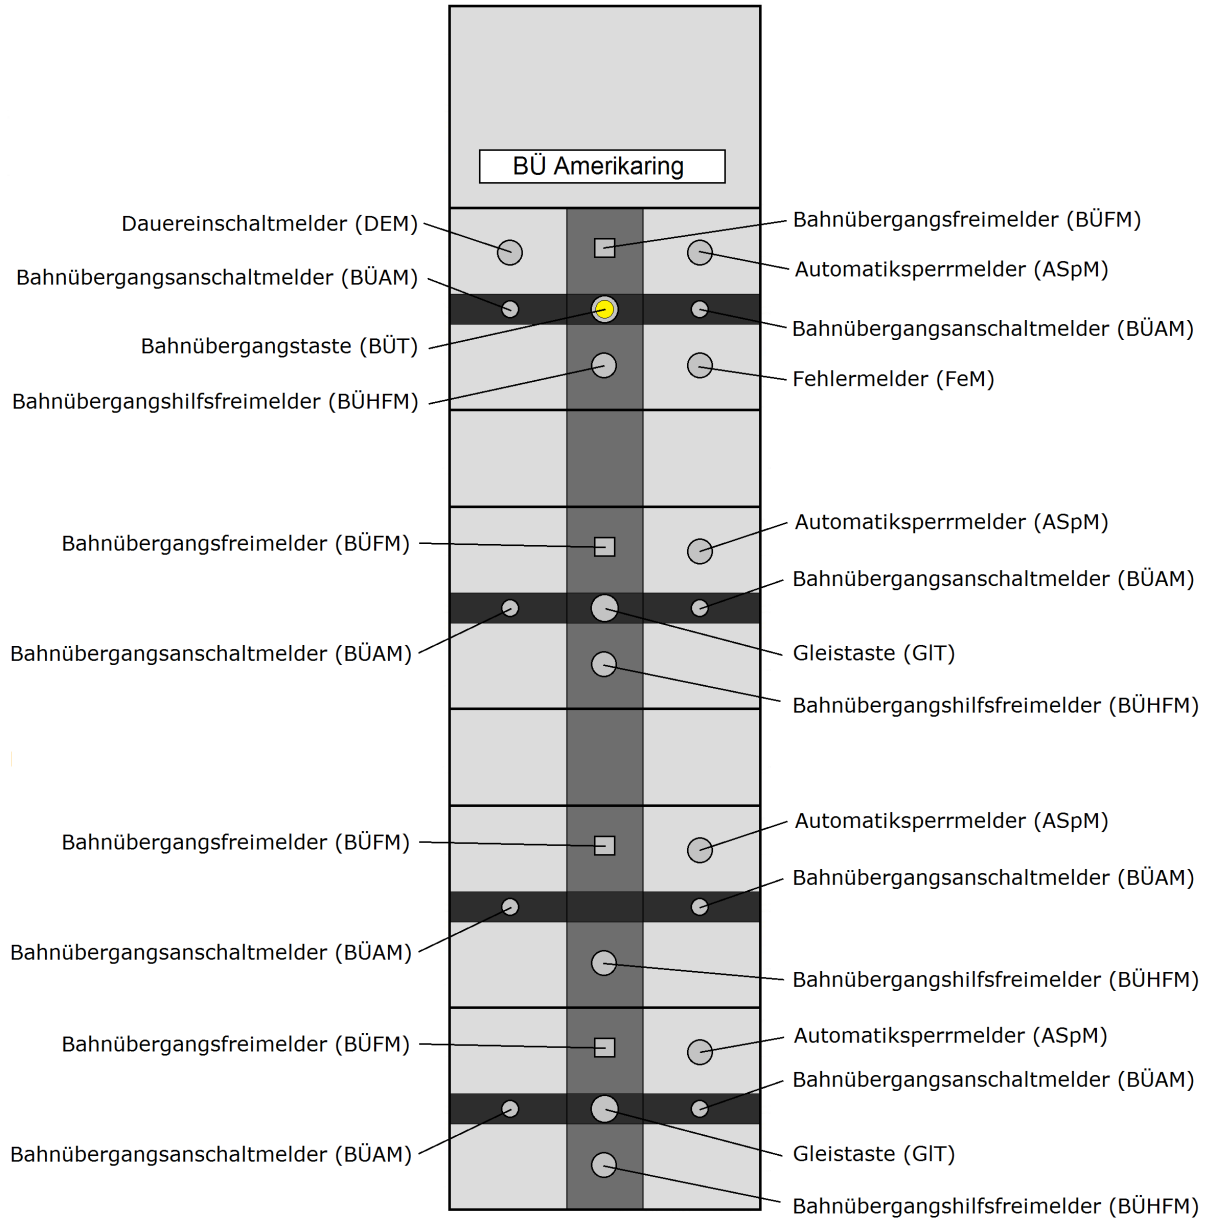 BÜ Amerikaring
Dauereinschaltmelder (DEM)
Bahnübergangsfreimelder (BÜFM)
Automatiksperrmelder (ASpM)
Bahnübergangsanschaltmelder (BÜAM)
Bahnübergangsanschaltmelder (BÜAM)
Bahnübergangstaste (BÜT)
Fehlermelder (FeM)
Bahnübergangshilfsfreimelder (BÜHFM)
Automatiksperrmelder (ASpM)
Bahnübergangsfreimelder (BÜFM)
Bahnübergangsanschaltmelder (BÜAM)
Bahnübergangsanschaltmelder (BÜAM)
Gleistaste (GlT)
Bahnübergangshilfsfreimelder (BÜHFM)
Automatiksperrmelder (ASpM)
Bahnübergangsfreimelder (BÜFM)
Bahnübergangsanschaltmelder (BÜAM)
Bahnübergangsanschaltmelder (BÜAM)
Bahnübergangshilfsfreimelder (BÜHFM)
Automatiksperrmelder (ASpM)
Bahnübergangsfreimelder (BÜFM)
Bahnübergangsanschaltmelder (BÜAM)
Bahnübergangsanschaltmelder (BÜAM)
Gleistaste (GlT)
Bahnübergangshilfsfreimelder (BÜHFM)